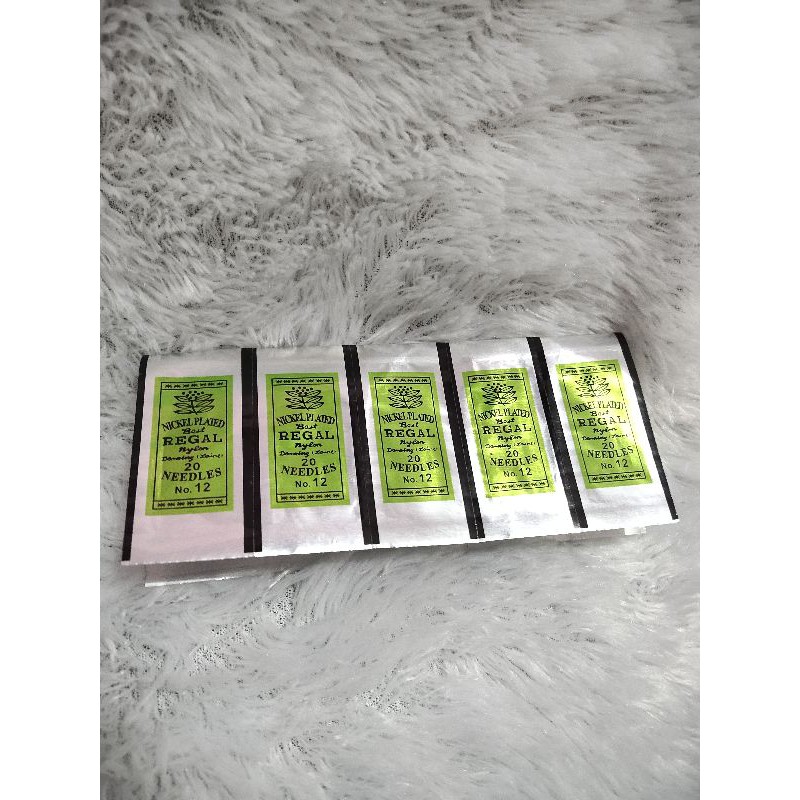 NICKEL PLATED
Best
REGAL
Nylon
20
NEEDLES
No. 12
NICKEL PLATED
Best
REGAL
Nylon
20
NEEDLES
No. 12
NICKEL PLATED
Best
REGAL
Nylon
20
NEEDLES
No. 12
NICKEL PLATED
Best
REGAL
Nylon
20
NEEDLES
No. 12
NICKEL PLATED
Best
REGAL
Nylon
20
NEEDLES
No. 12